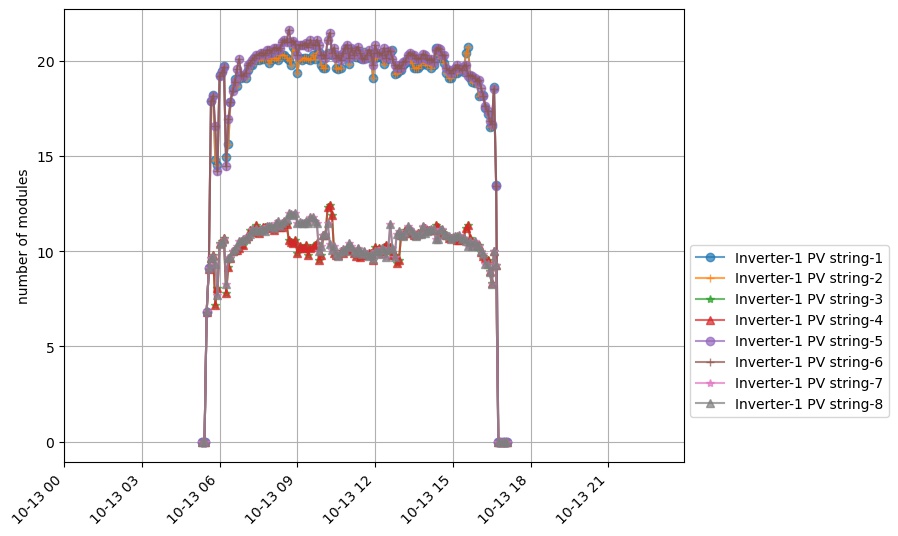 number of modules
20
15
10
5
0
10-13 00
10-13 03
10-13 06
10-13 09
10-13 12
10-13 15
10-13 18
10-13 21
Inverter-1 PV string-1
Inverter-1 PV string-2
Inverter-1 PV string-3
Inverter-1 PV string-4
Inverter-1 PV string-5
Inverter-1 PV string-6
Inverter-1 PV string-7
Inverter-1 PV string-8